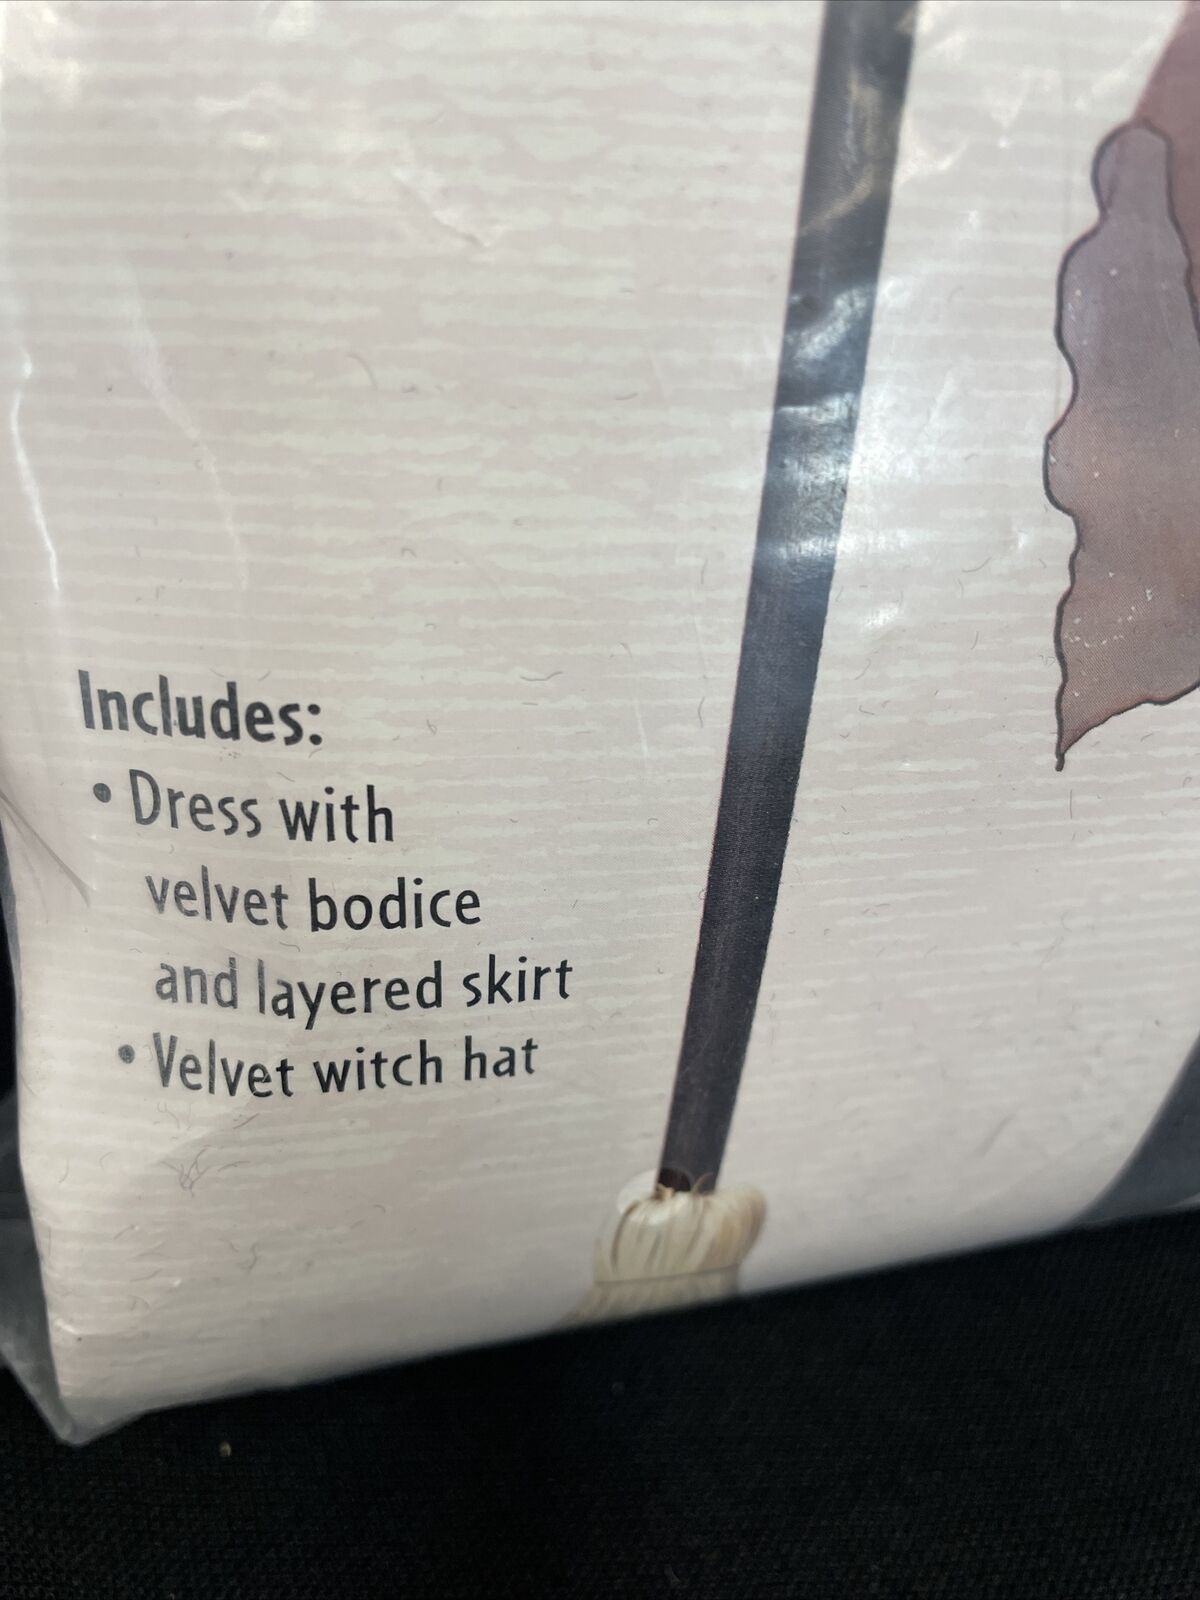 Includes:
• Dress with
velvet bodice
and layered skirt
• Velvet witch hat